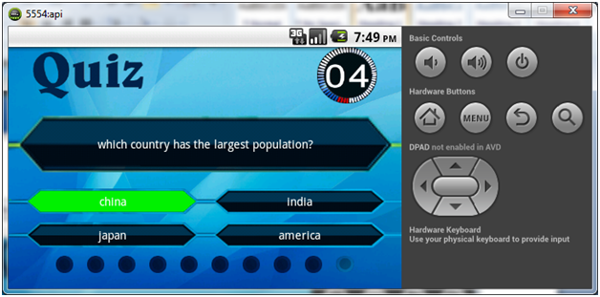 5554:api
3G
7:49 PM
Quiz
04
which country has the largest population?
china
india
japan
america
Basic Controls
Hardware Buttons
MENU
DPAD not enabled in AVD
Hardware Keyboard
Use your physical keyboard to provide input